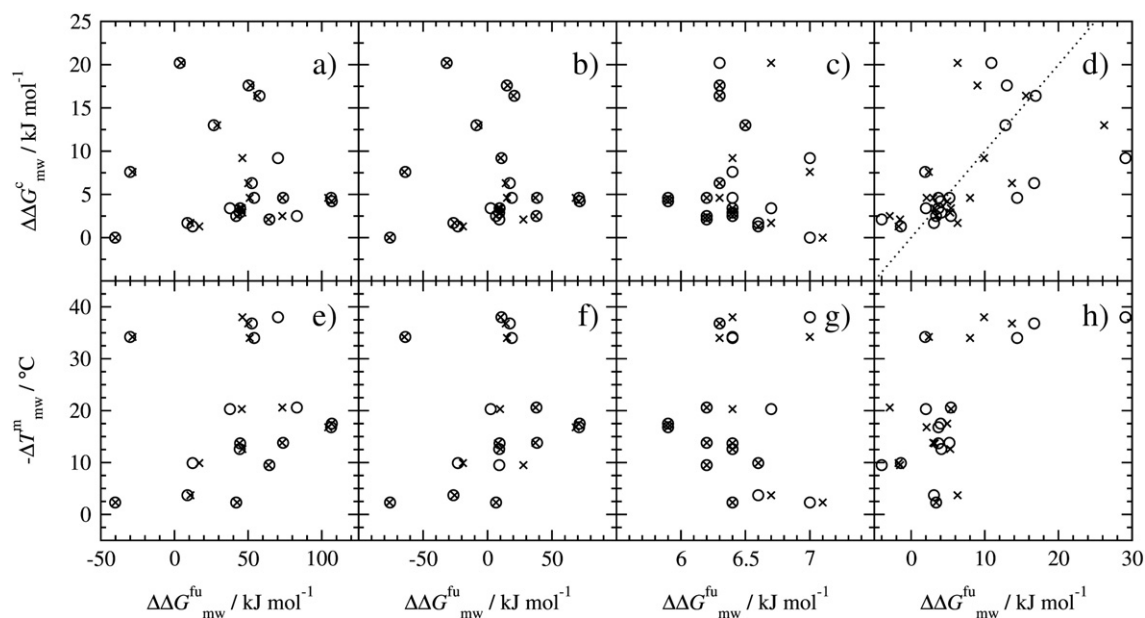 25
20
15
10
5
0
ΔΔG^c_mw / kJ mol^-1
a)
b)
c)
d)
40
30
20
10
0
-ΔT^m_mw / °C
e)
f)
g)
h)
-50 0 50 100 -50 0 50 100 6 6.5 7 0 10 20 30
ΔΔG^fu_mw / kJ mol^-1 ΔΔG^fu_mw / kJ mol^-1 ΔΔG^fu_mw / kJ mol^-1 ΔΔG^fu_mw / kJ mol^-1